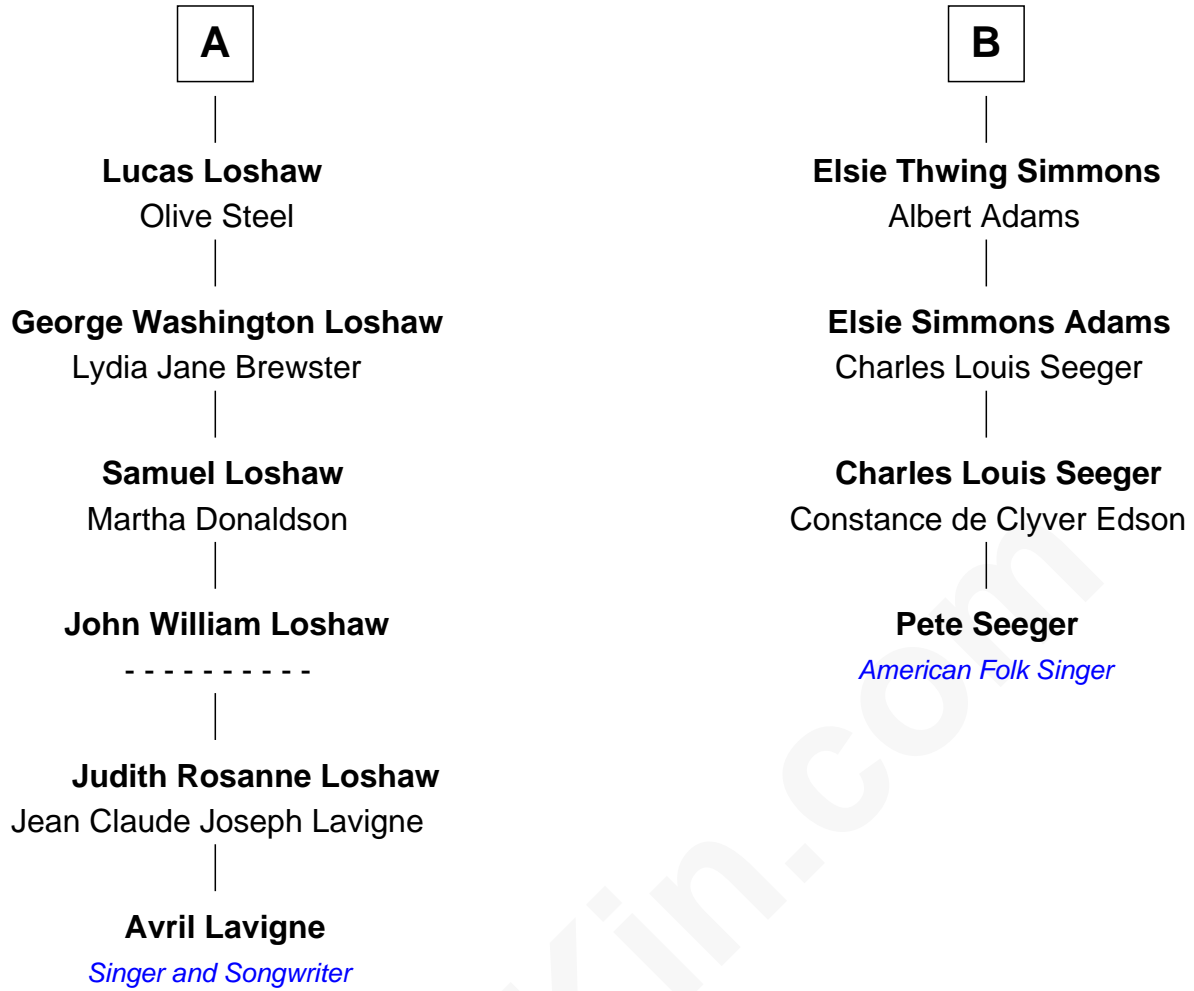 A
Lucas Loshaw
Olive Steel
George Washington Loshaw
Lydia Jane Brewster
Samuel Loshaw
Martha Donaldson
John William Loshaw
- - - - - - - - - -
Judith Rosanne Loshaw
Jean Claude Joseph Lavigne
Avril Lavigne
Singer and Songwriter
B
Elsie Thwing Simmons
Albert Adams
Elsie Simmons Adams
Charles Louis Seeger
Charles Louis Seeger
Constance de Clyver Edson
Pete Seeger
American Folk Singer